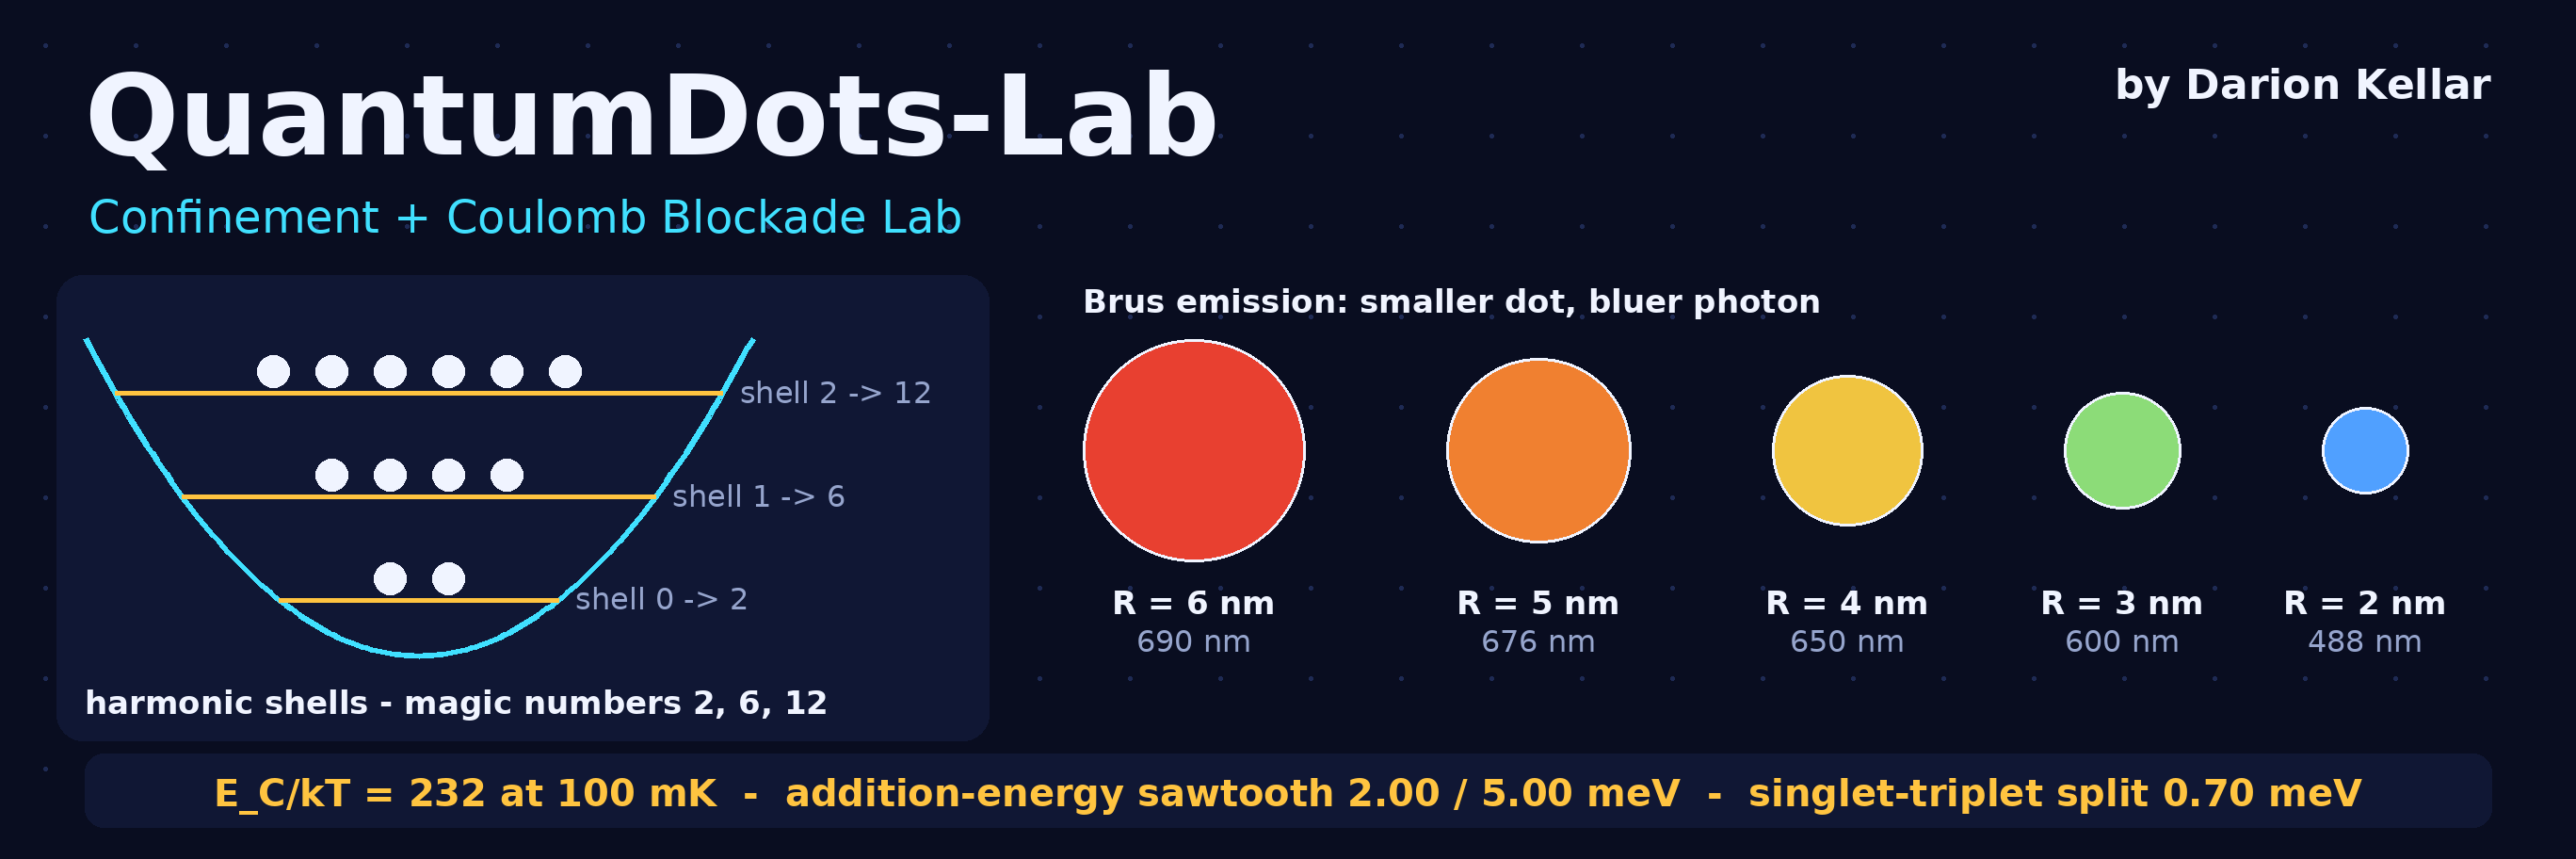 QuantumDots-Lab
by Darion Kellar
Confinement + Coulomb Blockade Lab
shell 2 -> 12
shell 1 -> 6
shell 0 -> 2
harmonic shells - magic numbers 2, 6, 12
Brus emission: smaller dot, bluer photon
R = 6 nm
690 nm
R = 5 nm
676 nm
R = 4 nm
650 nm
R = 3 nm
600 nm
R = 2 nm
488 nm
E_C/kT = 232 at 100 mK - addition-energy sawtooth 2.00 / 5.00 meV - singlet-triplet split 0.70 meV